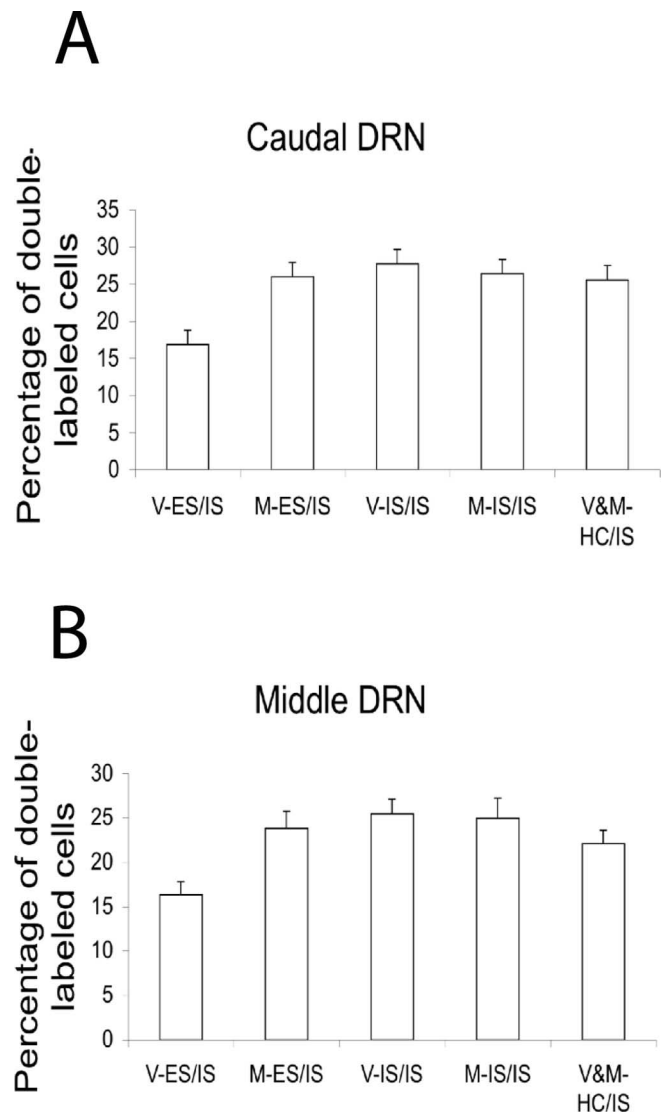 A
Caudal DRN
Percentage of double-
labeled cells
35
30
25
20
15
10
5
0
V-ES/IS M-ES/IS V-IS/IS M-IS/IS V&M-
HC/IS
B
Middle DRN
Percentage of double-
labeled cells
30
25
20
15
10
5
0
V-ES/IS M-ES/IS V-IS/IS M-IS/IS V&M-
HC/IS